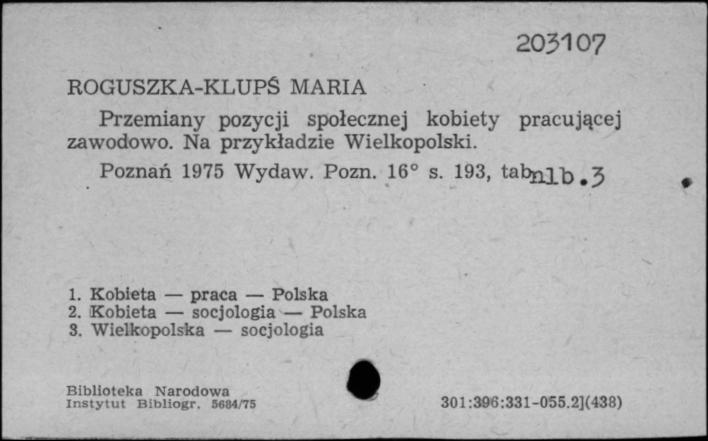 203107
ROGUSZKA-KLUPŚ MARIA
Przemiany pozycji społecznej kobiety pracującej
zawodowo. Na przykładzie Wielkopolski.
Poznań 1975 Wydaw. Pozn. 16° s. 193, tab nlb.3
1. Kobieta — praca — Polska
2. Kobieta — socjologia — Polska
3. Wielkopolska — socjologia
Biblioteka Narodowa
Instytut Bibliogr. 5684/75
301:396:331-055.2](438)